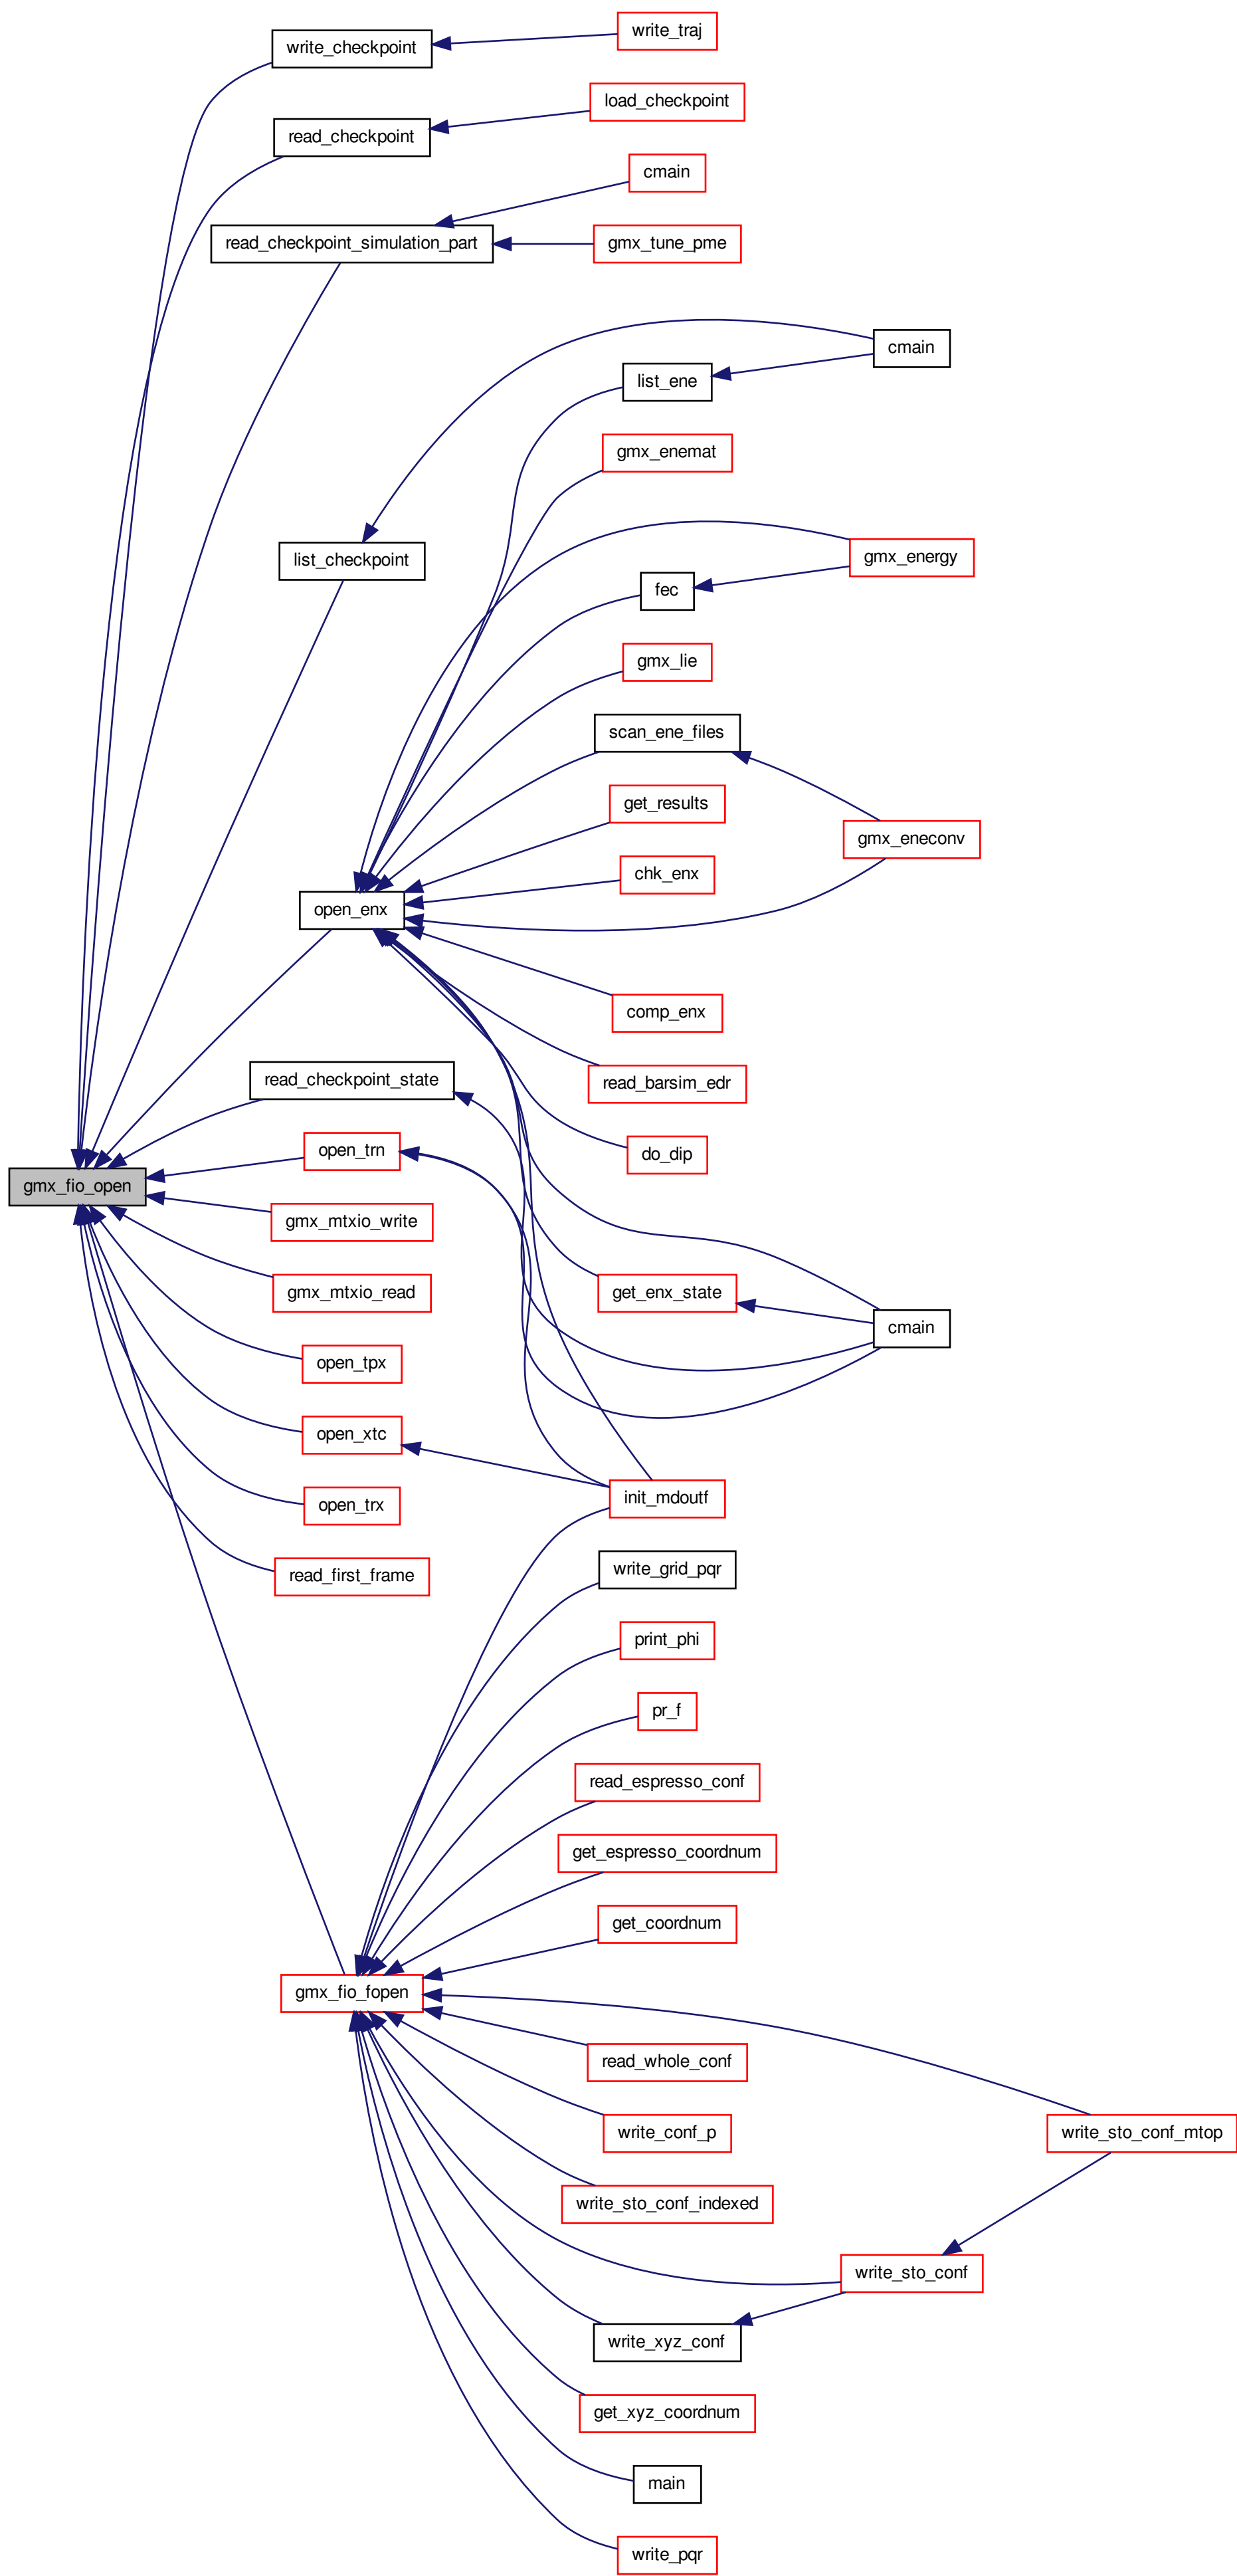 write_traj
write_checkpoint
load_checkpoint
read_checkpoint
cmain
read_checkpoint_simulation_part
gmx_tune_pme
cmain
list_ene
gmx_enemat
list_checkpoint
gmx_energy
fec
gmx_lie
scan_ene_files
get_results
gmx_eneconv
chk_enx
open_enx
comp_enx
read_checkpoint_state
read_barsim_edr
open_trn
do_dip
gmx_fio_open
gmx_mtxio_write
gmx_mtxio_read
get_enx_state
cmain
open_tpx
open_xtc
init_mdoutf
open_trx
write_grid_pqr
read_first_frame
print_phi
pr_f
read_espresso_conf
get_espresso_coordnum
get_coordnum
gmx_fio_fopen
read_whole_conf
write_conf_p
write_sto_conf_mtop
write_sto_conf_indexed
write_sto_conf
write_xyz_conf
get_xyz_coordnum
main
write_pqr